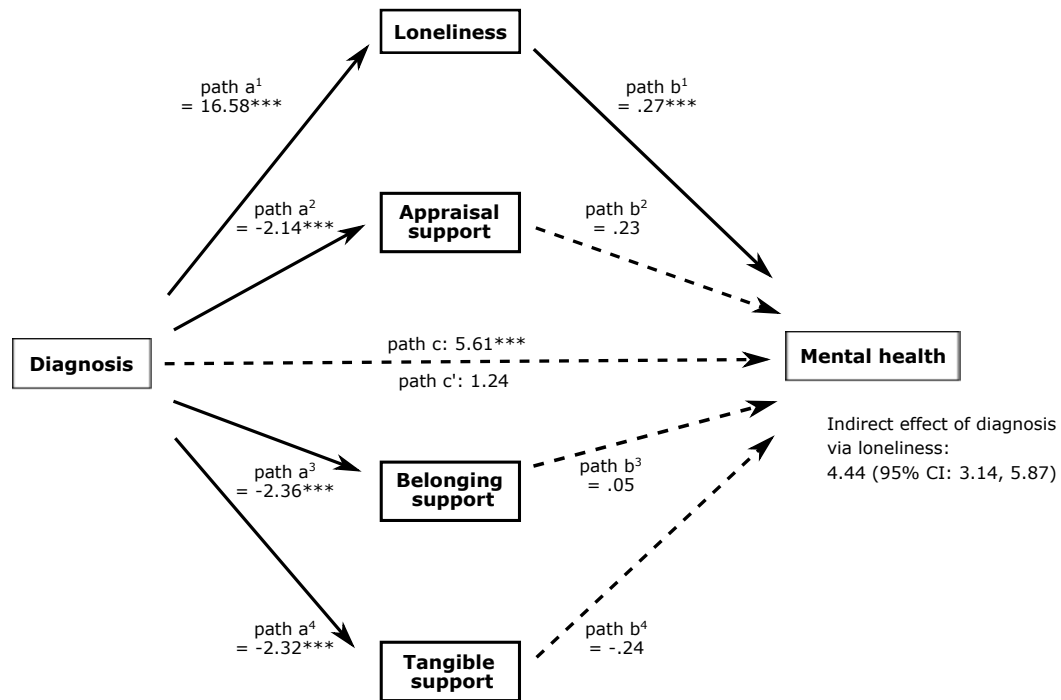 Loneliness
path a¹
= 16.58***
path b¹
= .27***
path a²
= -2.14***
Appraisal
support
path b²
= .23
Diagnosis
path c: 5.61***
path c': 1.24
Mental health
Indirect effect of diagnosis
via loneliness:
4.44 (95% CI: 3.14, 5.87)
path a³
= -2.36***
Belonging
support
path b³
= .05
path a⁴
= -2.32***
Tangible
support
path b⁴
= -.24